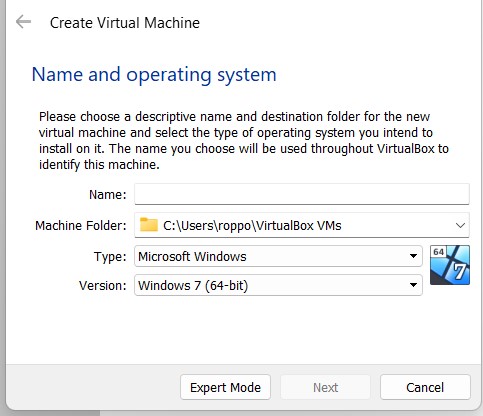 Create Virtual Machine
Name and operating system
Please choose a descriptive name and destination folder for the new
virtual machine and select the type of operating system you intend to
install on it. The name you choose will be used throughout VirtualBox to
identify this machine.
Name:
Machine Folder: C:\Users\roppo\VirtualBox VMs
Type: Microsoft Windows 64
Version: Windows 7 (64-bit) 7
Expert Mode Next Cancel